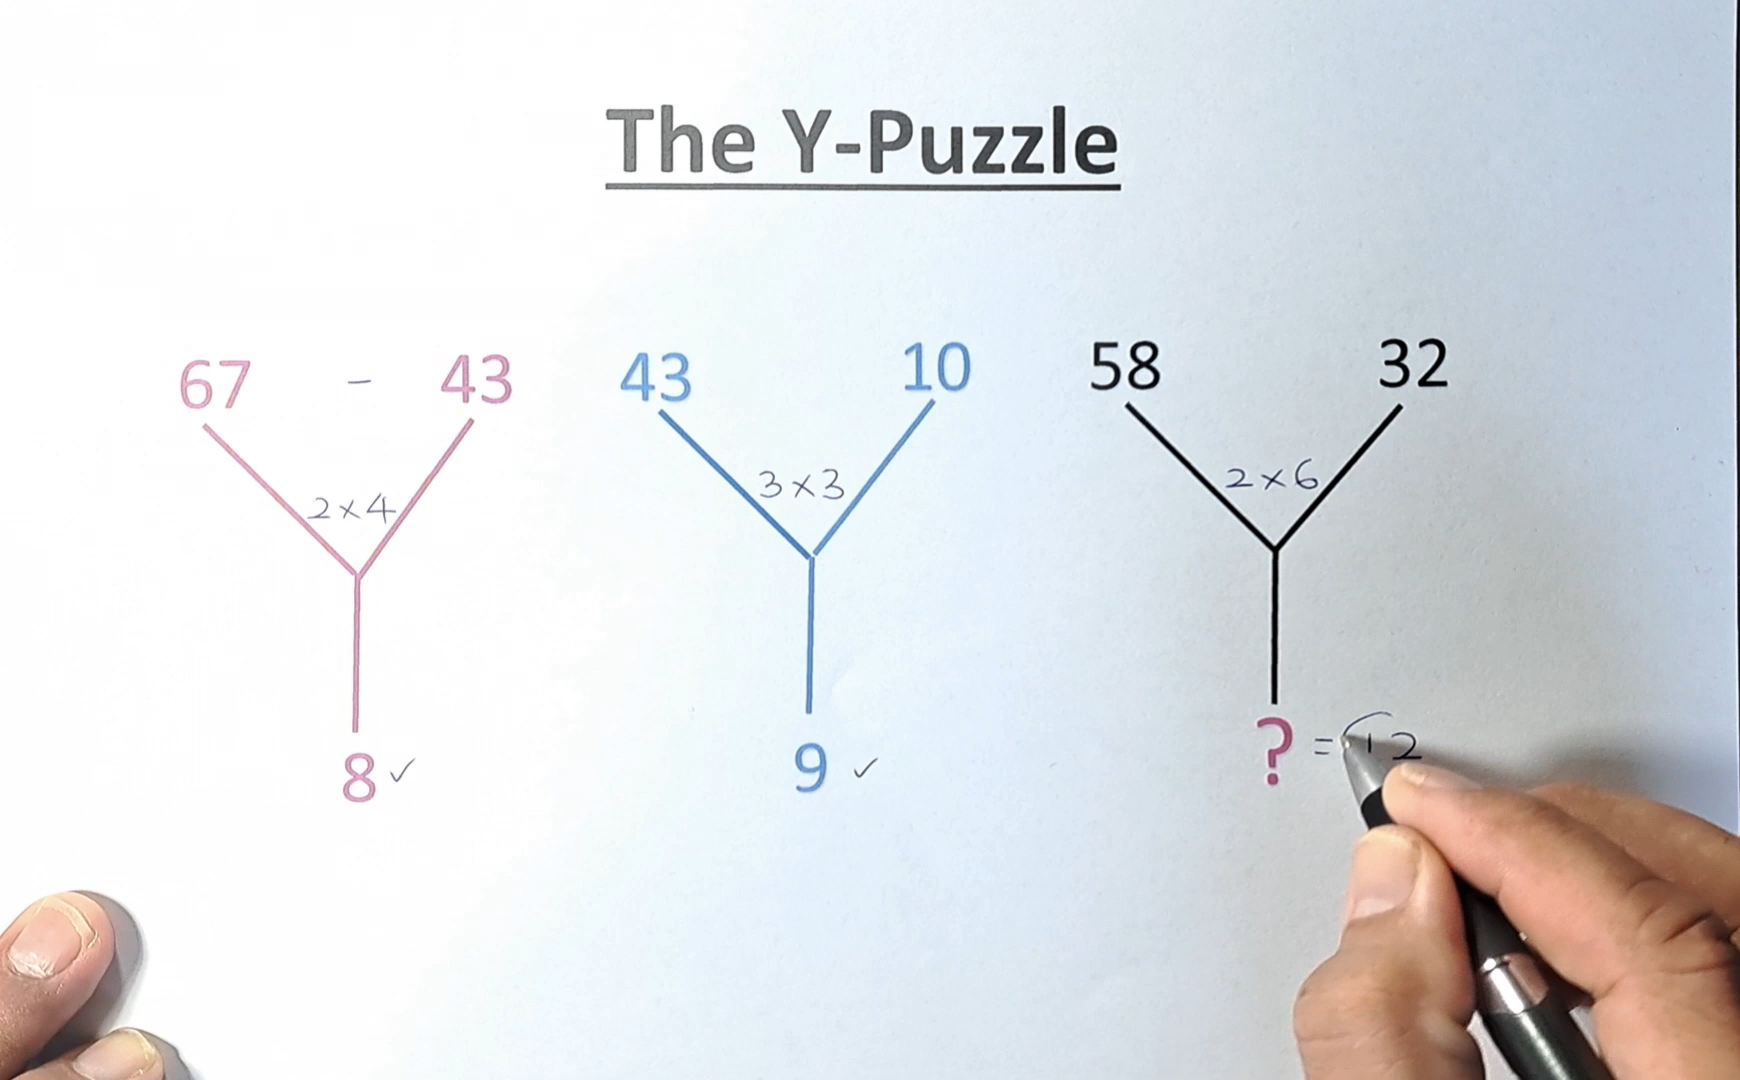 The Y-Puzzle
67 - 43
43 10
58 32
2×4
3×3
2×6
8 ✓
9 ✓
? = 12